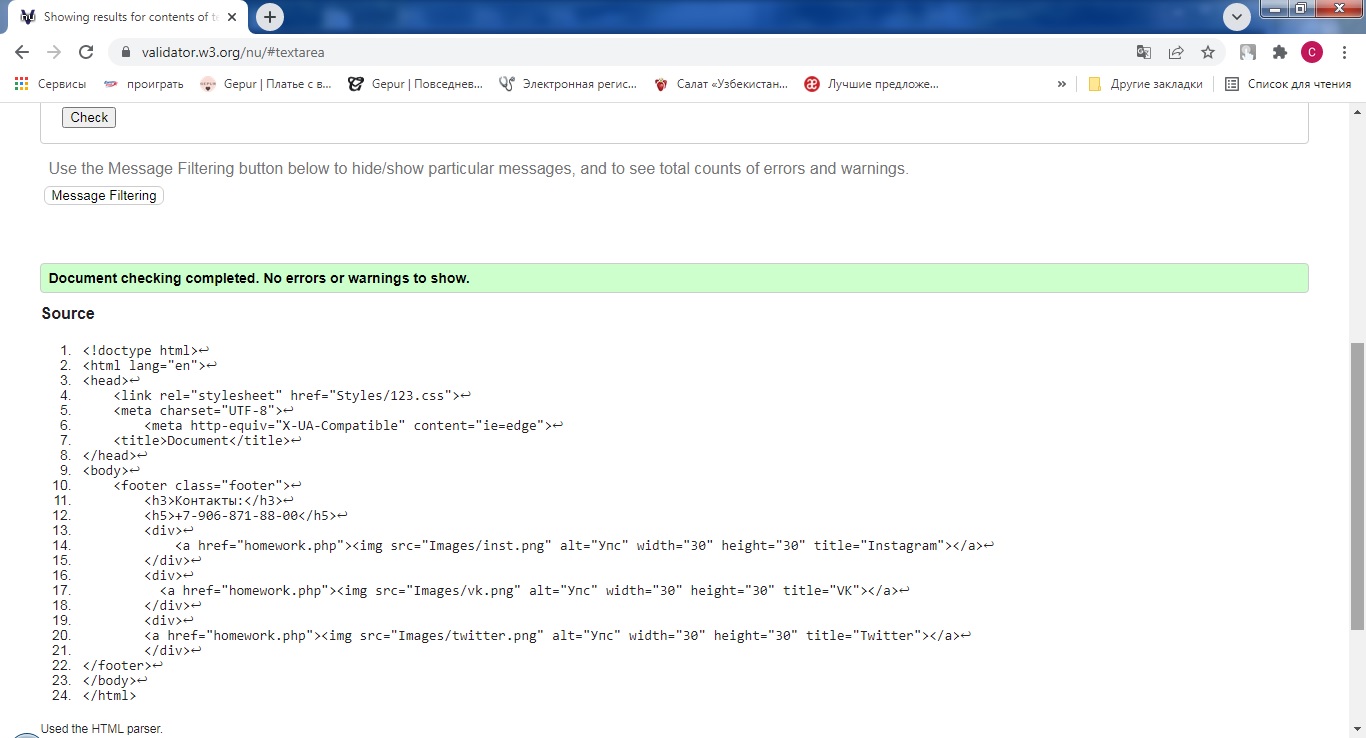 Showing results for contents of t
validator.w3.org/nu/#textarea
C
Сервисы проиграть Gepur | Платье с в... Gepur | Повседнев... Электронная регис... Салат «Узбекистан... Лучшие предложе... » Другие закладки Список для чтения
Check
Use the Message Filtering button below to hide/show particular messages, and to see total counts of errors and warnings.
Message Filtering
Document checking completed. No errors or warnings to show.
Source
1. <!doctype html>↩
2. <html lang="en">↩
3. <head>↩
4. <link rel="stylesheet" href="Styles/123.css">↩
5. <meta charset="UTF-8">↩
6. <meta http-equiv="X-UA-Compatible" content="ie=edge">↩
7. <title>Document</title>↩
8. </head>↩
9. <body>↩
10. <footer class="footer">↩
11. <h3>Контакты:</h3>↩
12. <h5>+7-906-871-88-00</h5>↩
13. <div>↩
14. <a href="homework.php"><img src="Images/inst.png" alt="Упс" width="30" height="30" title="Instagram"></a>↩
15. </div>↩
16. <div>↩
17. <a href="homework.php"><img src="Images/vk.png" alt="Упс" width="30" height="30" title="VK"></a>↩
18. </div>↩
19. <div>↩
20. <a href="homework.php"><img src="Images/twitter.png" alt="Упс" width="30" height="30" title="Twitter"></a>↩
21. </div>↩
22. </footer>↩
23. </body>↩
24. </html>
Used the HTML parser.